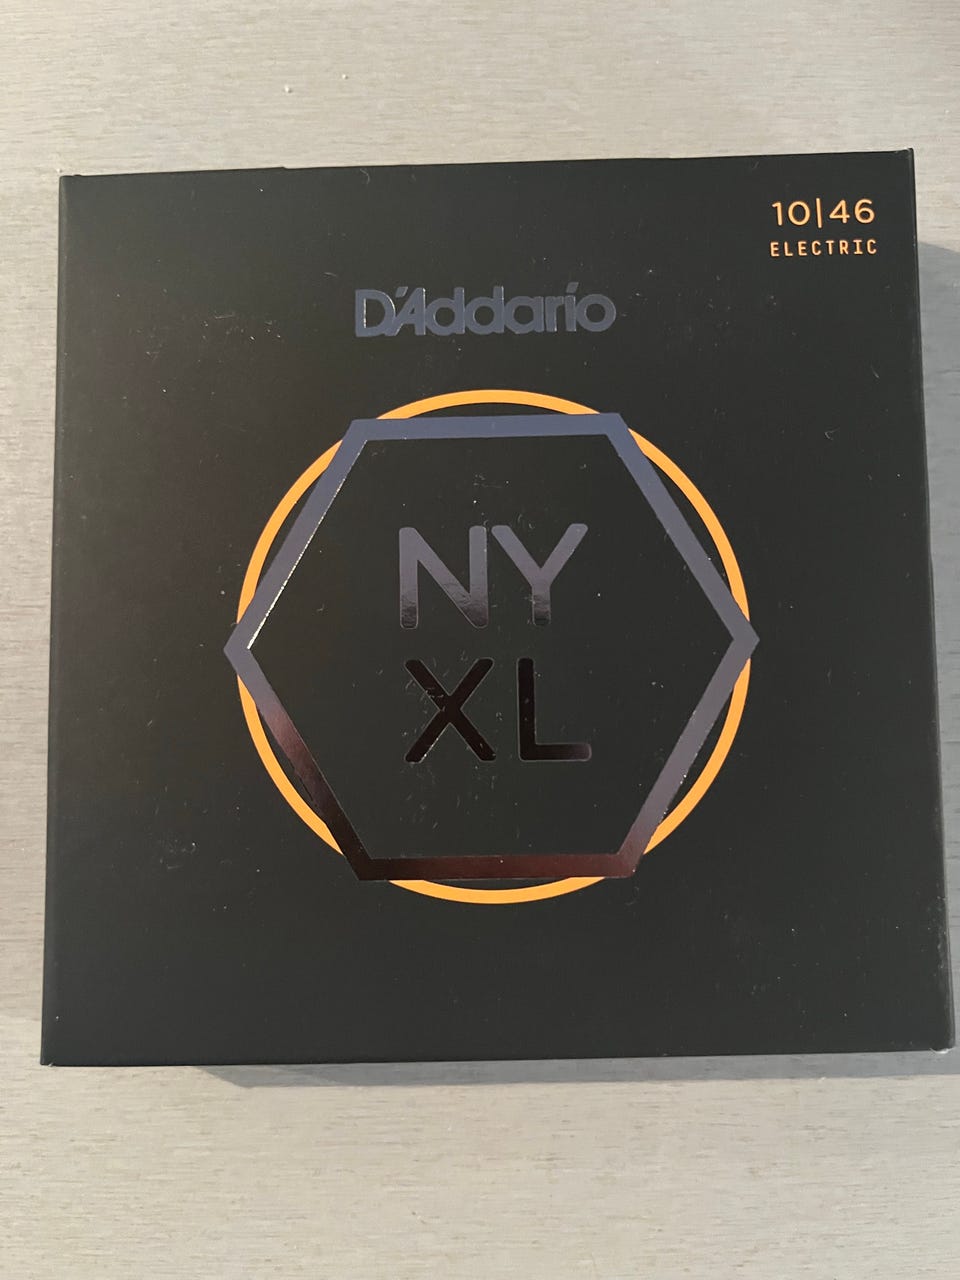 10|46
ELECTRIC
D'Addario
NY
XL